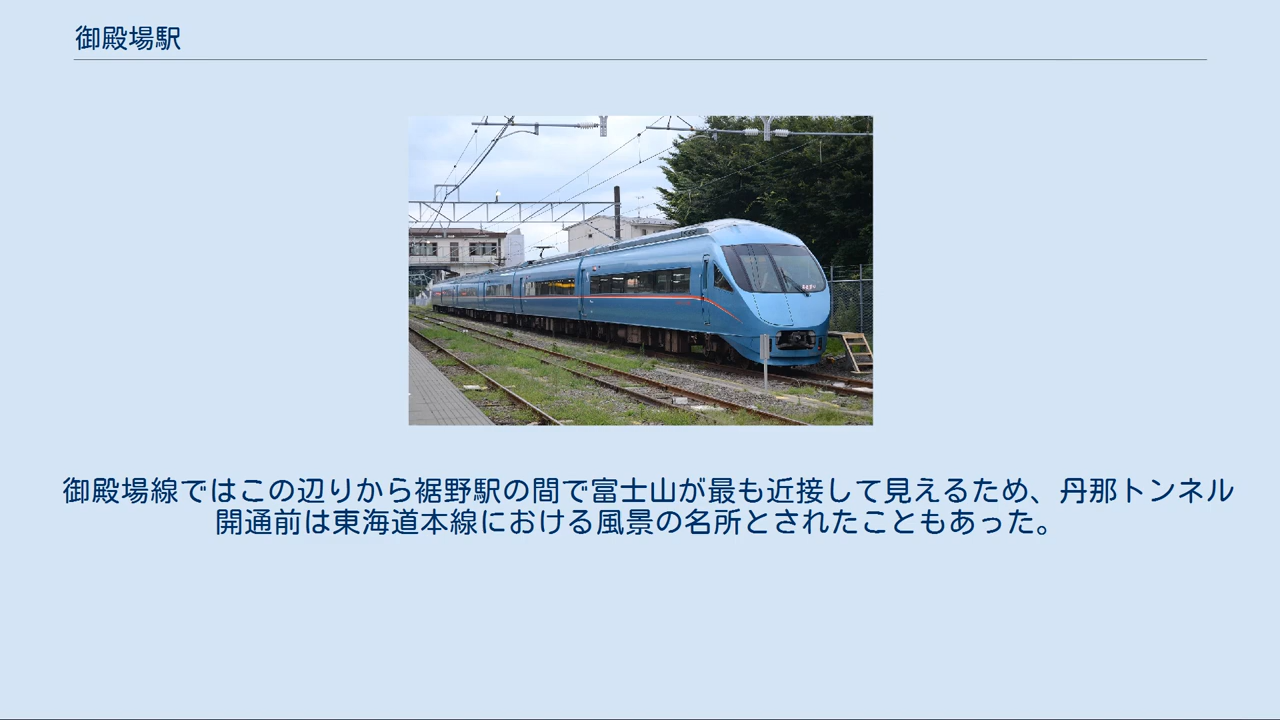 御殿場駅
御殿場線ではこの辺りから裾野駅の間で富士山が最も近接して見えるため、丹那トンネル
開通前は東海道本線における風景の名所とされたこともあった。